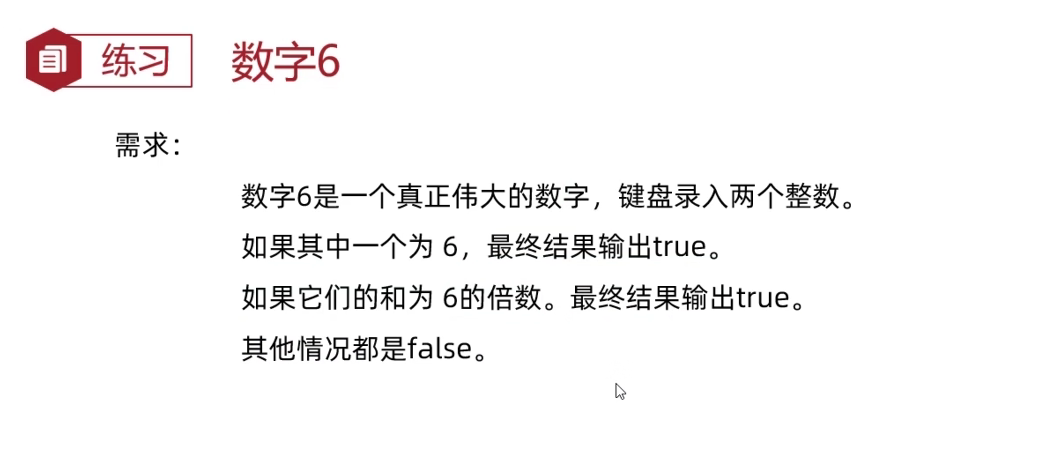 练习 数字6
需求：
数字6是一个真正伟大的数字，键盘录入两个整数。
如果其中一个为 6，最终结果输出true。
如果它们的和为 6的倍数。最终结果输出true。
其他情况都是false。